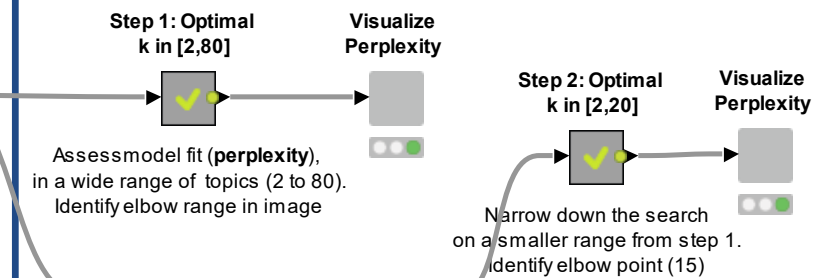 Step 1: Optimal
k in [2,80]
Visualize
Perplexity
Assess model fit (perplexity),
in a wide range of topics (2 to 80).
Identify elbow range in image
Step 2: Optimal
k in [2,20]
Visualize
Perplexity
Narrow down the search
on a smaller range from step 1.
Identify elbow point (15)